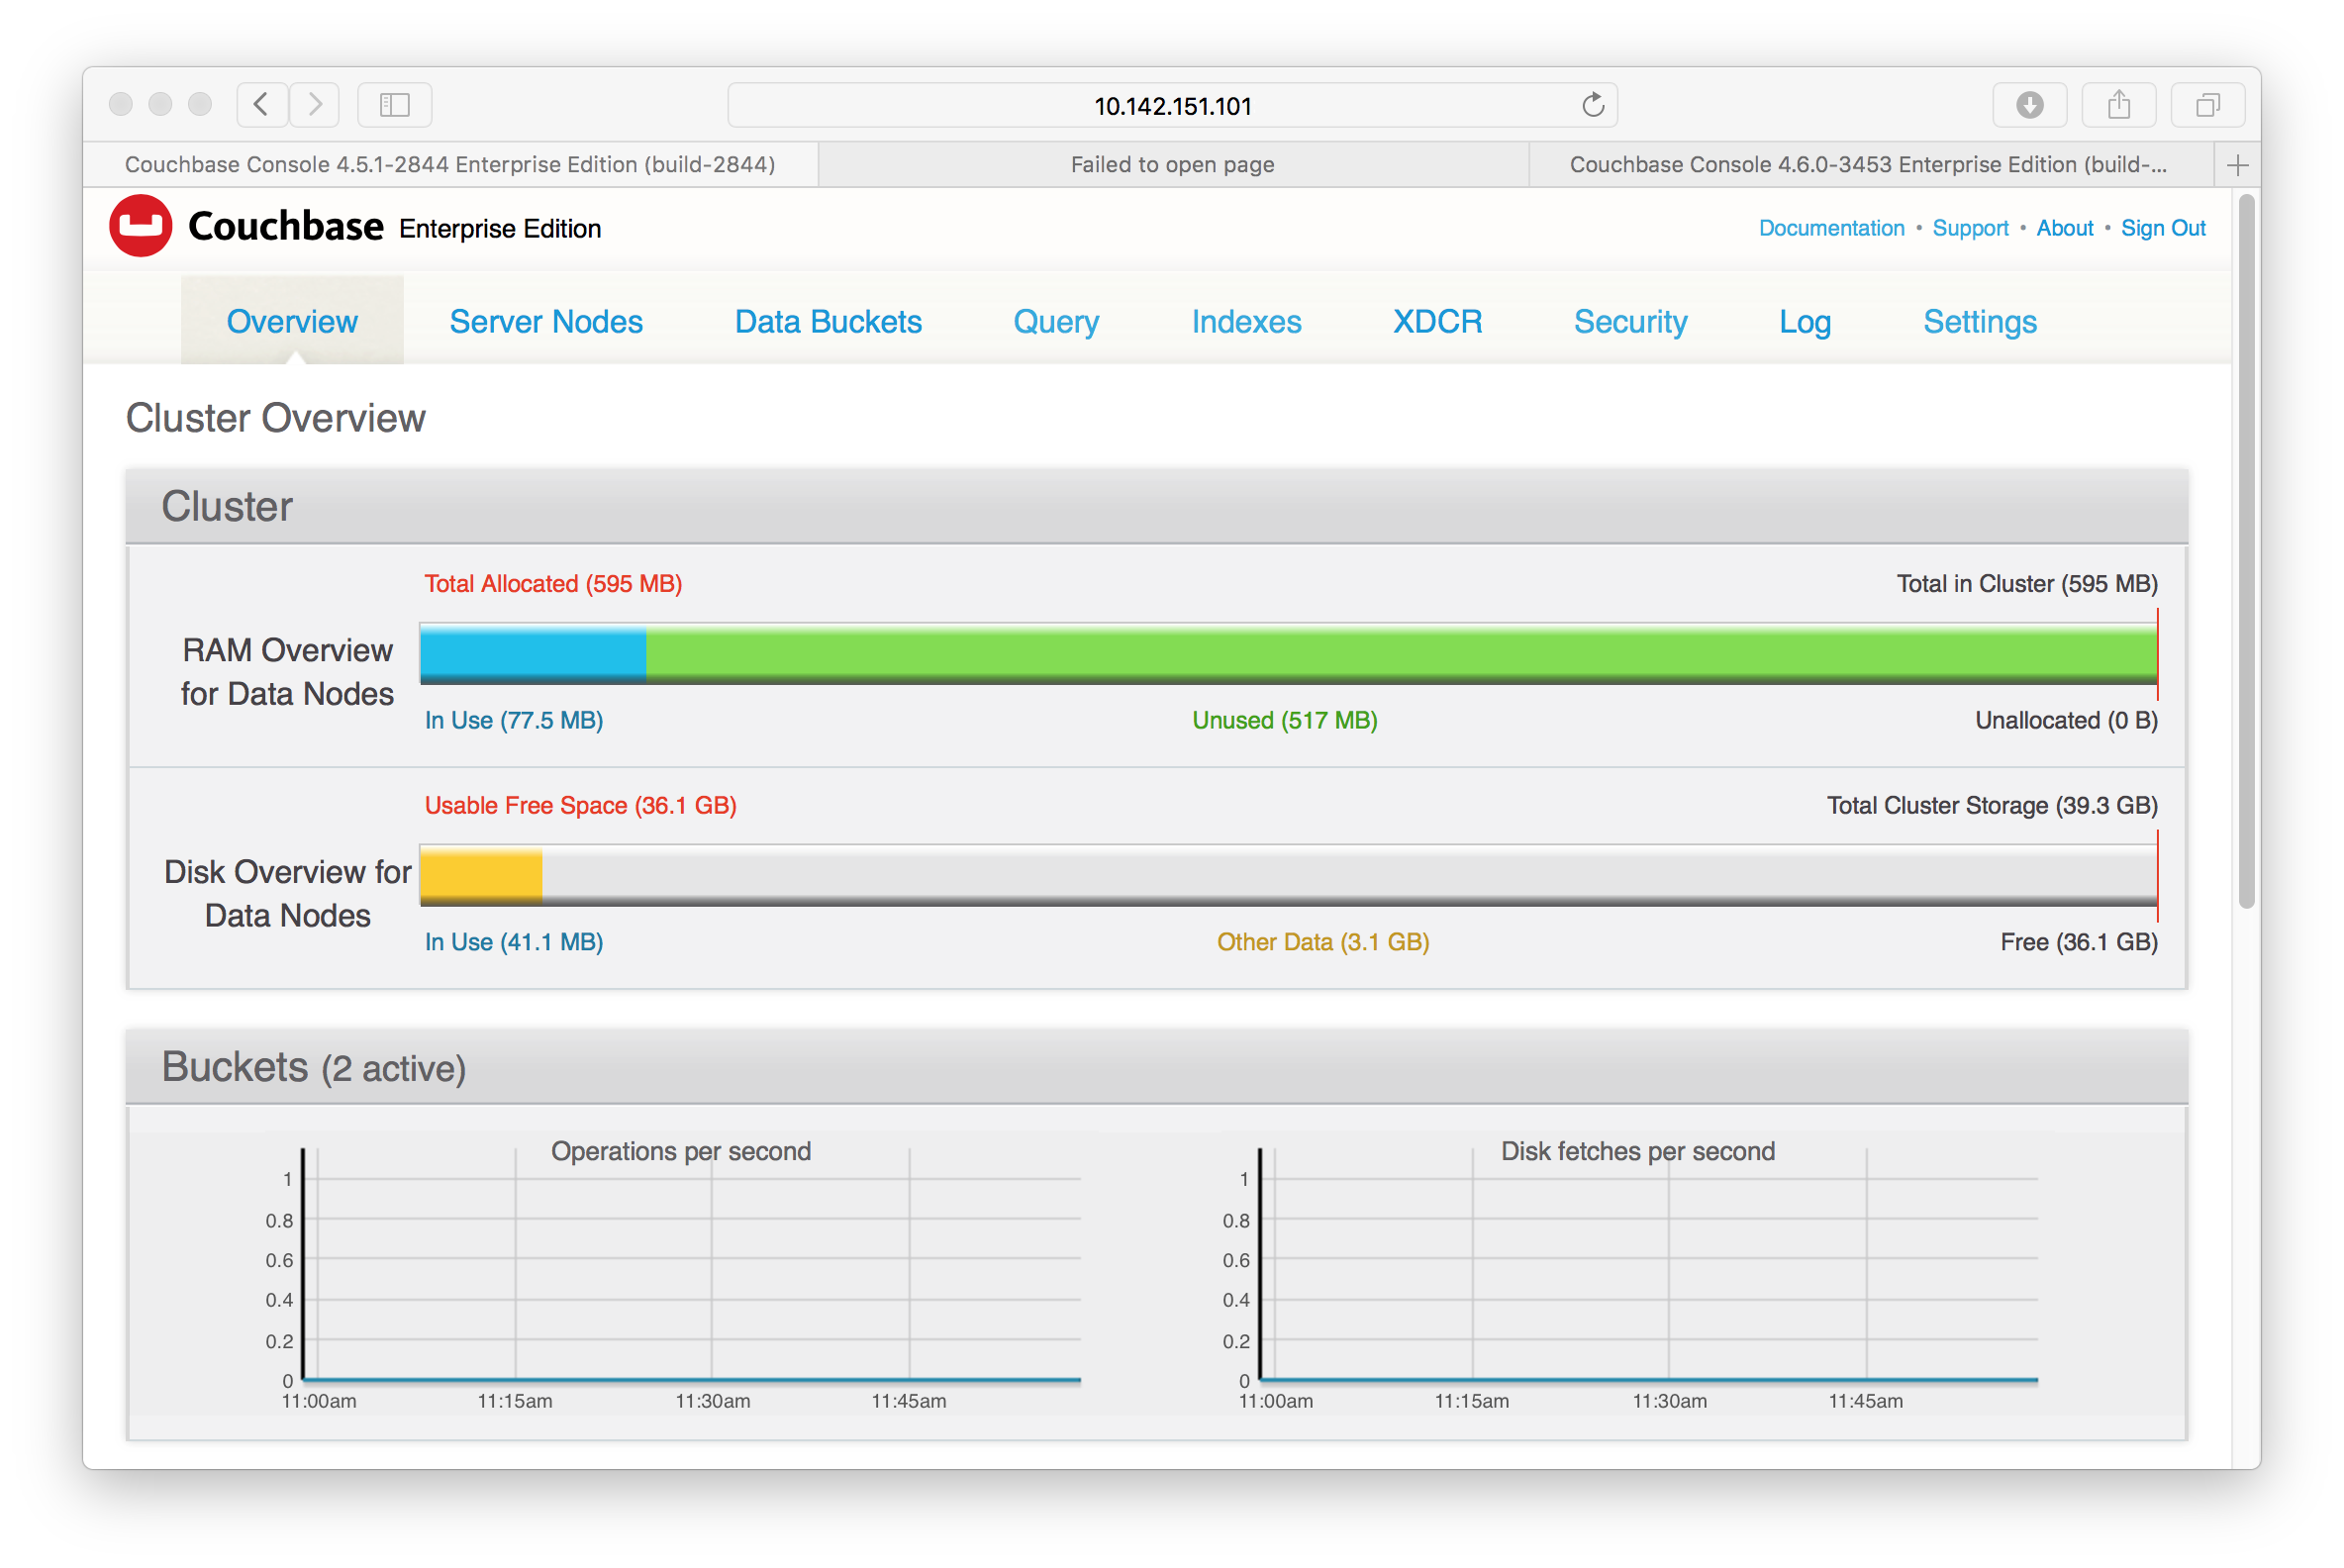 10.142.151.101
Couchbase Console 4.5.1-2844 Enterprise Edition (build-2844)
Failed to open page
Couchbase Console 4.6.0-3453 Enterprise Edition (build-...
Couchbase Enterprise Edition
Documentation • Support • About • Sign Out
Overview Server Nodes Data Buckets Query Indexes XDCR Security Log Settings
Cluster Overview
Cluster
Total Allocated (595 MB) Total in Cluster (595 MB)
RAM Overview
for Data Nodes
In Use (77.5 MB) Unused (517 MB) Unallocated (0 B)
Usable Free Space (36.1 GB) Total Cluster Storage (39.3 GB)
Disk Overview for
Data Nodes
In Use (41.1 MB) Other Data (3.1 GB) Free (36.1 GB)
Buckets (2 active)
Operations per second
1
0.8
0.6
0.4
0.2
0
11:00am 11:15am 11:30am 11:45am
Disk fetches per second
1
0.8
0.6
0.4
0.2
0
11:00am 11:15am 11:30am 11:45am